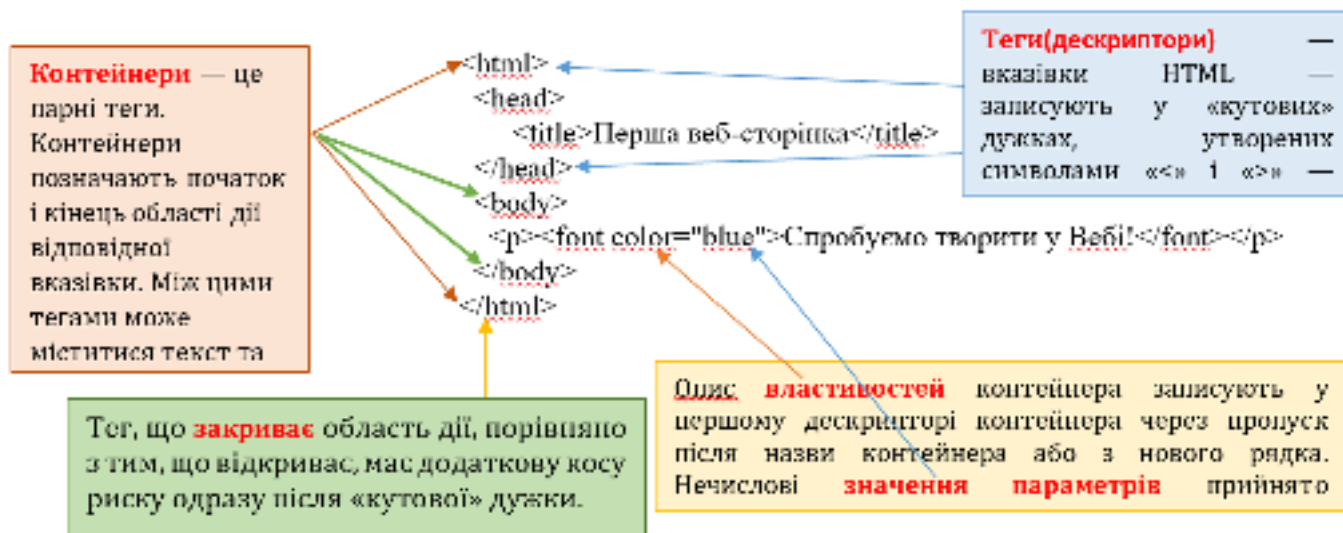 Контейнери — це
парні теги.
Контейнери
позначають початок
і кінець області дії
відповідної
вказівки. Між цими
тегами може
міститися текст та
<html>
<head>
<title>Перша веб-сторінка</title>
</head>
<body>
<p><font color="blue">Спробуємо творити у Вебі!</font></p>
</body>
</html>
Теги(дескриптори) —
вказівки HTML —
записують у «кутових»
дужках, утворених
символами «<» і «>» —
Тег, що закриває область дії, порівняно
з тим, що відкриває, має додаткову косу
риску одразу після «кутової» дужки.
Опис властивостей контейнера записують у
першому дескрипторі контейнера через пропуск
після назви контейнера або з нового рядка.
Нечислові значення параметрів прийнято